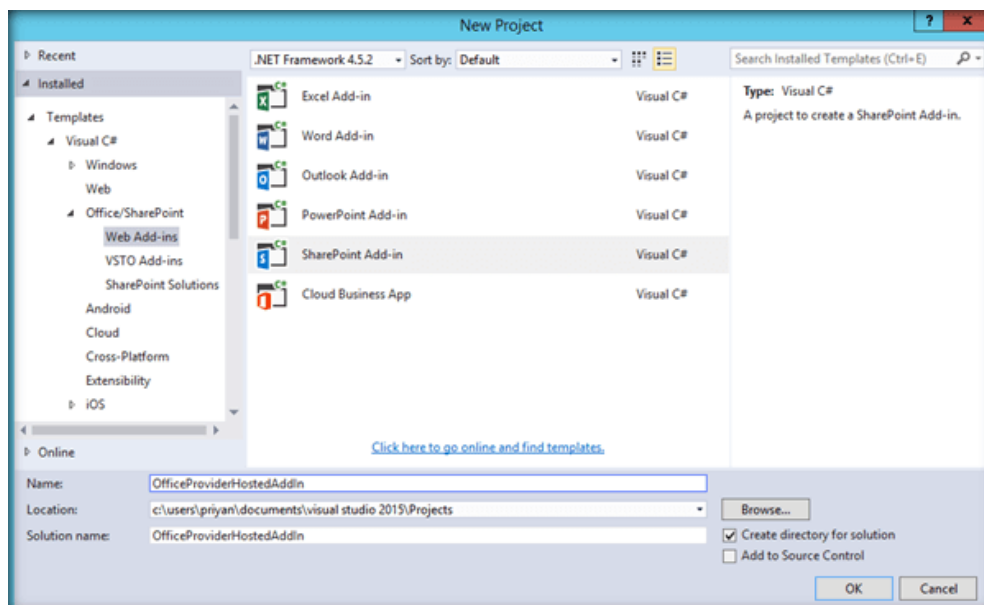 New Project
?
x
Recent
Installed
Templates
Visual C#
Windows
Web
Office/SharePoint
Web Add-ins
VSTO Add-ins
SharePoint Solutions
Android
Cloud
Cross-Platform
Extensibility
iOS
Online
.NET Framework 4.5.2 Sort by: Default
Excel Add-in Visual C#
Word Add-in Visual C#
Outlook Add-in Visual C#
PowerPoint Add-in Visual C#
SharePoint Add-in Visual C#
Cloud Business App Visual C#
Click here to go online and find templates.
Search Installed Templates (Ctrl+E)
Type: Visual C#
A project to create a SharePoint Add-in.
Name: OfficeProviderHostedAddIn
Location: c:\users\priyan\documents\visual studio 2015\Projects
Browse...
Solution name: OfficeProviderHostedAddIn
Create directory for solution
Add to Source Control
OK Cancel